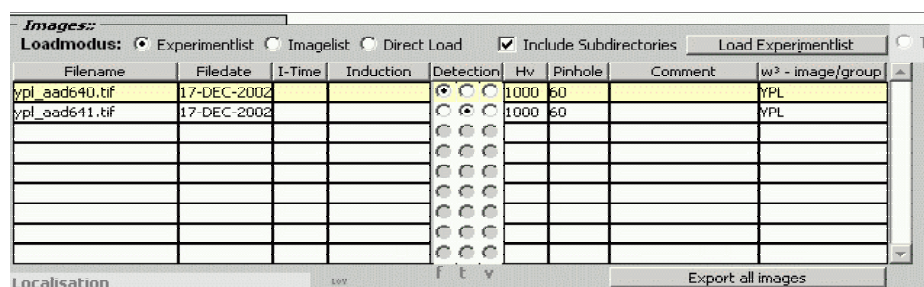 Images::
Loadmodus: Experimentlist Imagelist Direct Load Include Subdirectories Load Experimentlist
Filename Filedate I-Time Induction Detection Hv Pinhole Comment w³ - image/group
ypl_aad640.tif 17-DEC-2002 1000 60 YPL
ypl_aad641.tif 17-DEC-2002 1000 60 YPL
f t v
Localisation Export all images